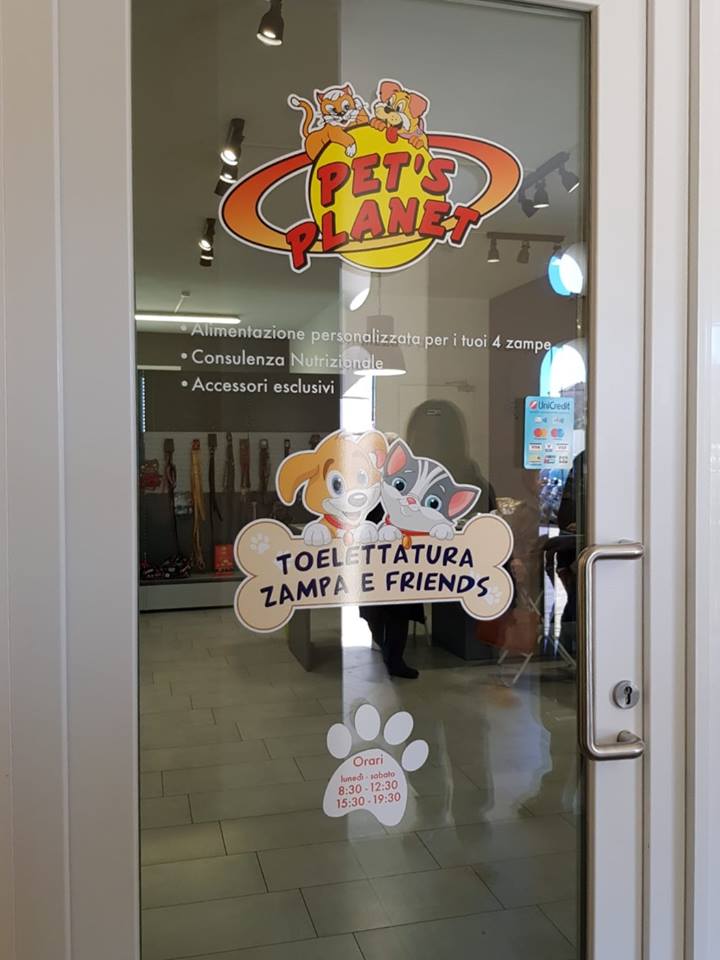 PET'S
PLANET
• Alimentazione personalizzata per i tuoi 4 zampe
• Consulenza Nutrizionale
• Accessori esclusivi
UniCredit
TOELETTATURA
ZAMPA E FRIENDS
Orari
lunedì - sabato
8:30 - 12:30
15:30 - 19:30